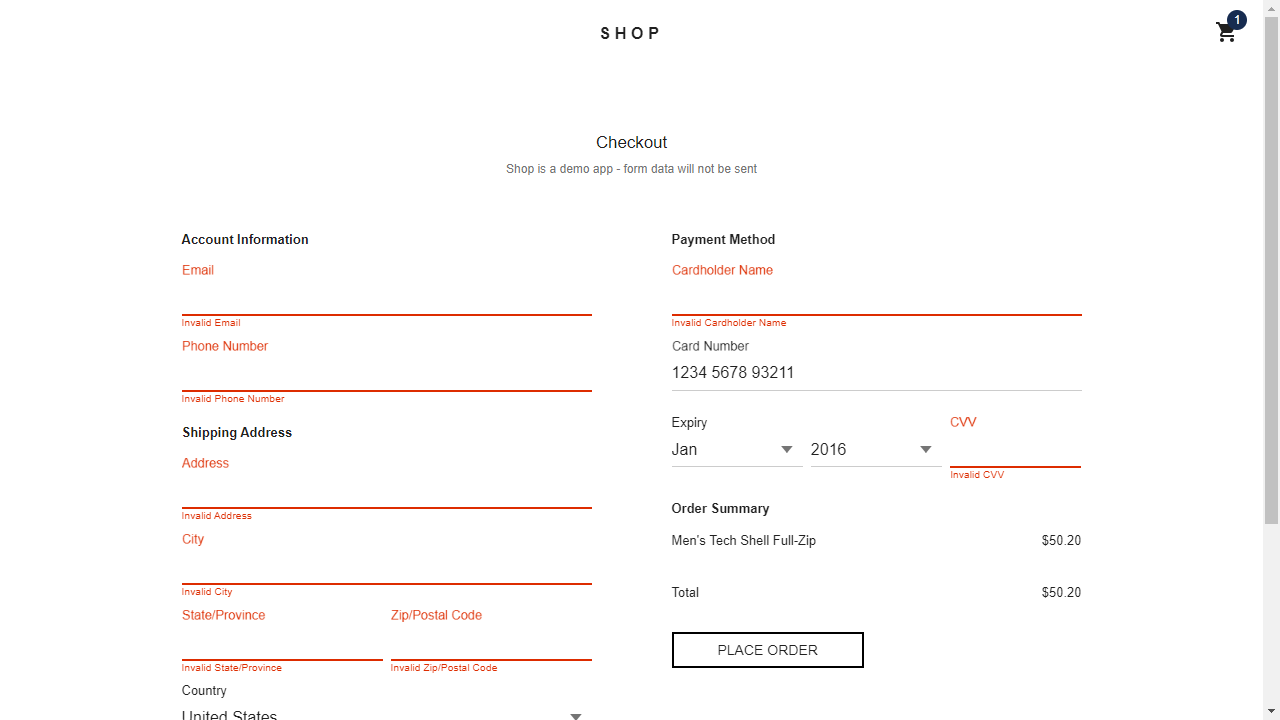 SHOP
1
Checkout
Shop is a demo app - form data will not be sent
Account Information
Email
Invalid Email
Phone Number
Invalid Phone Number
Shipping Address
Address
Invalid Address
City
Invalid City
State/Province
Zip/Postal Code
Invalid State/Province
Invalid Zip/Postal Code
Country
United States
Payment Method
Cardholder Name
Invalid Cardholder Name
Card Number
1234 5678 93211
Expiry
CVV
Jan
2016
Invalid CVV
Order Summary
Men's Tech Shell Full-Zip $50.20
Total $50.20
PLACE ORDER